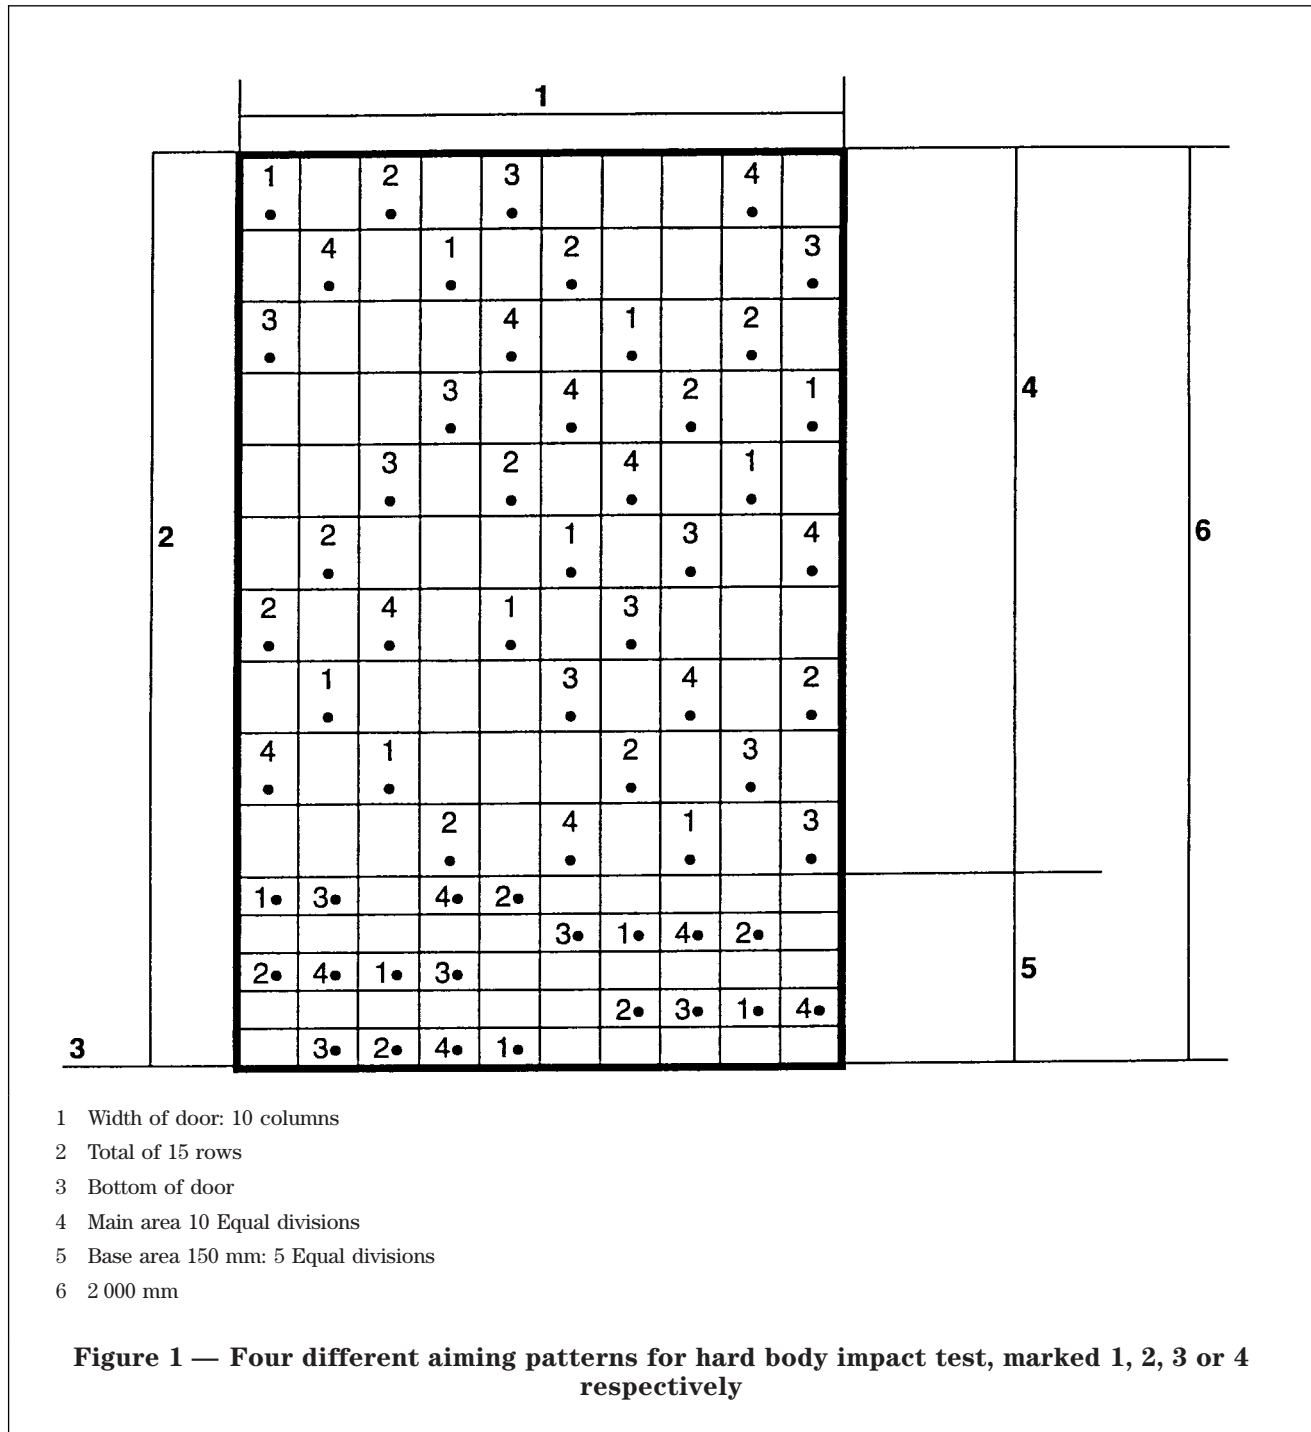 1
1 2 3 4
4 1 2 3
3 4 1 2
3 4 2 1
4
3 2 4 1
2 1 3 4
2
6
2 4 1 3
1 3 4 2
4 1 2 3
2 4 1 3
1 3 4 2
3 1 4 2
2 4 1 3
5
2 3 1 4
3 2 4 1
3
1 Width of door: 10 columns
2 Total of 15 rows
3 Bottom of door
4 Main area 10 Equal divisions
5 Base area 150 mm: 5 Equal divisions
6 2 000 mm
Figure 1 — Four different aiming patterns for hard body impact test, marked 1, 2, 3 or 4
respectively